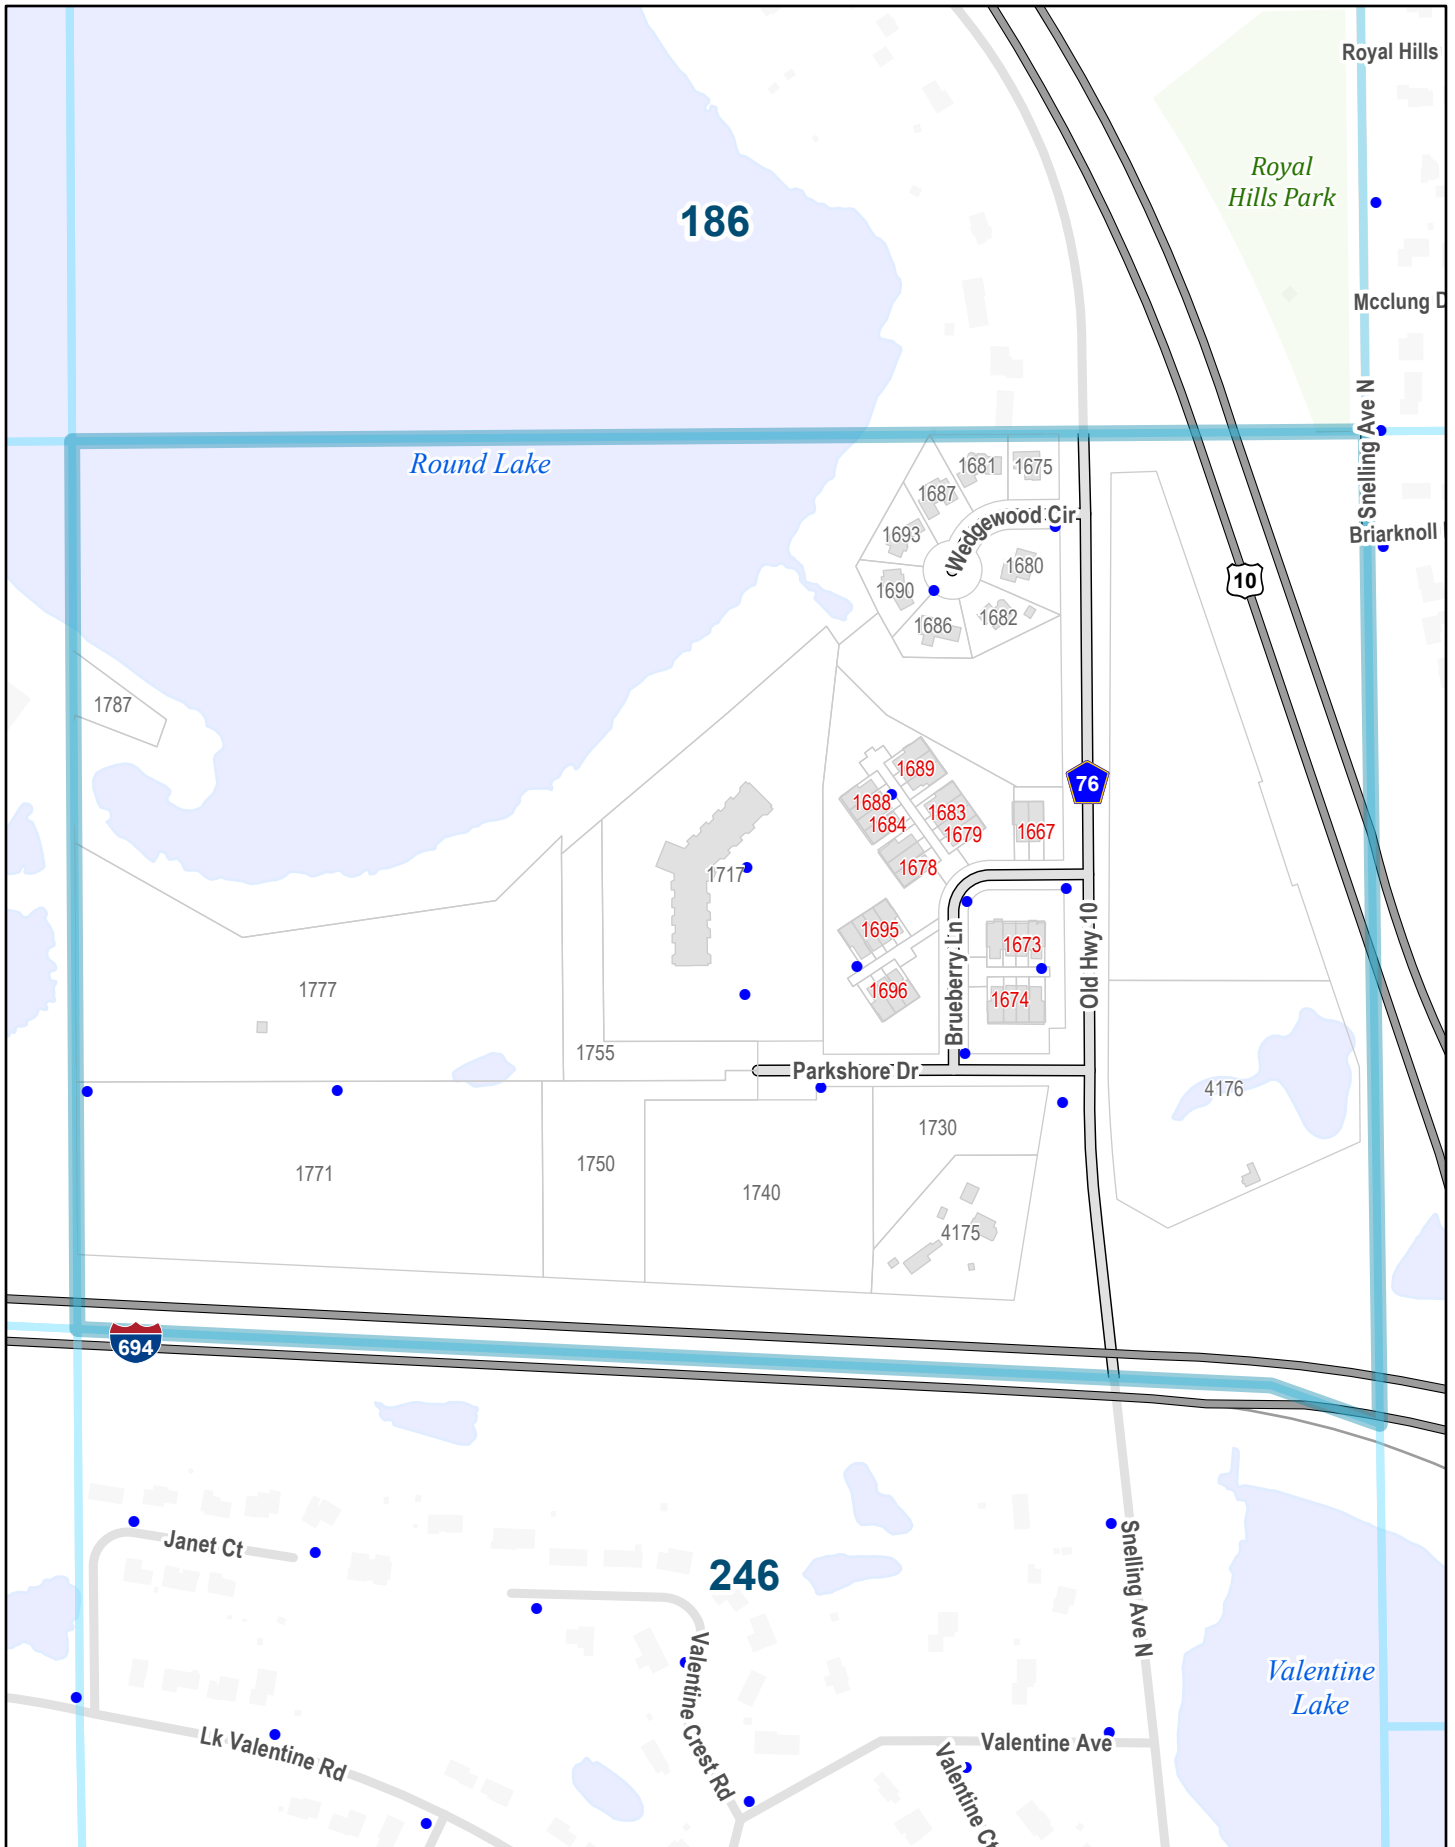 Royal Hills
Royal
Hills Park
186
Mcclung D
Snelling Ave N
Round Lake
1681
1675
1687
Wedgewood Cir
1693
Briarknoll
1680
10
1690
1682
1686
1787
1689
76
1688
1683
1684
1679
1667
1678
1717
1695
Brueberry Ln
1673
Old Hwy 10
1777
1696
1674
1755
Parkshore Dr
4176
1730
1750
1771
1740
4175
694
Janet Ct
246
Snelling Ave N
Valentine Crest Rd
Valentine
Lake
Lk Valentine Rd
Valentine Ave
Valentine Ct